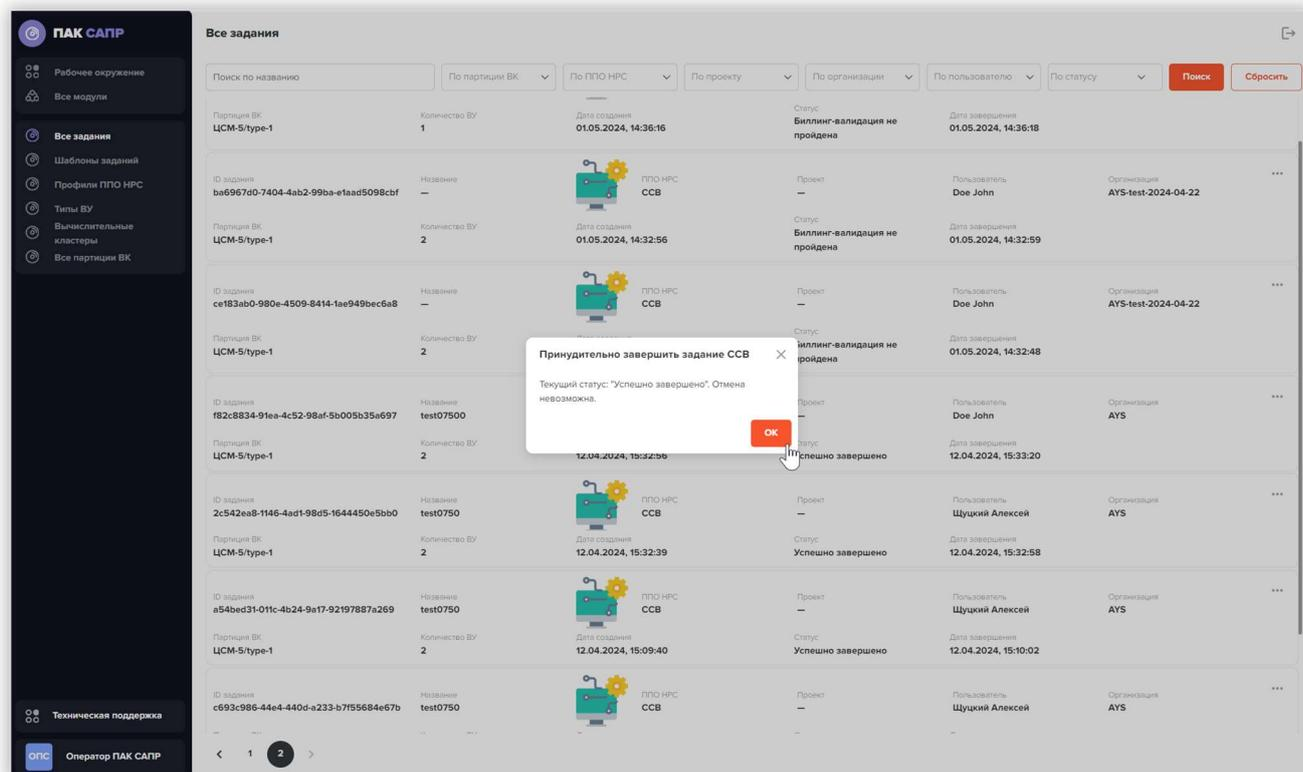 ПАК САПР
Рабочее окружение
Все модули
Все задания
Шаблоны заданий
Профили ППО НРС
Типы ВУ
Вычислительные
кластеры
Все партиции ВК
Техническая поддержка
ОПС Оператор ПАК САПР
Все задания
Поиск по названию По партиции ВК По ППО НРС По проекту По организации По пользователю По статусу Поиск Сбросить
Партиция ВК Количество ВУ Дата создания Статус Дата завершения
ЦСМ-5/type-1 1 01.05.2024, 14:36:16 Биллинг-валидация не пройдена 01.05.2024, 14:36:18
ID задания Название ППО НРС Проект Пользователь Организация
ba6967d0-7404-4ab2-99ba-e1aad5098cbf — ССВ — Doe John AYS-test-2024-04-22
Партиция ВК Количество ВУ Дата создания Статус Дата завершения
ЦСМ-5/type-1 2 01.05.2024, 14:32:56 Биллинг-валидация не пройдена 01.05.2024, 14:32:59
ID задания Название ППО НРС Проект Пользователь Организация
ce183ab0-980e-4509-8414-1ae949bec6a8 — ССВ — Doe John AYS-test-2024-04-22
Партиция ВК Количество ВУ Статус Дата завершения
ЦСМ-5/type-1 2 Биллинг-валидация не пройдена 01.05.2024, 14:32:48
Принудительно завершить задание ССВ
Текущий статус: "Успешно завершено". Отмена
невозможна.
ОК
ID задания Название Проект Пользователь Организация
f82c8834-91ea-4c52-98af-5b005b35a697 test07500 — Doe John AYS
Партиция ВК Количество ВУ Статус Дата завершения
ЦСМ-5/type-1 2 12.04.2024, 15:32:56 Успешно завершено 12.04.2024, 15:33:20
ID задания Название ППО НРС Проект Пользователь Организация
2c542ea8-1146-4ad1-98d5-1644450e5bb0 test0750 ССВ — Щуцкий Алексей AYS
Партиция ВК Количество ВУ Дата создания Статус Дата завершения
ЦСМ-5/type-1 2 12.04.2024, 15:32:39 Успешно завершено 12.04.2024, 15:32:58
ID задания Название ППО НРС Проект Пользователь Организация
a54bed31-011c-4b24-9a17-92197887a269 test0750 ССВ — Щуцкий Алексей AYS
Партиция ВК Количество ВУ Дата создания Статус Дата завершения
ЦСМ-5/type-1 2 12.04.2024, 15:09:40 Успешно завершено 12.04.2024, 15:10:02
ID задания Название ППО НРС Проект Пользователь Организация
c693c986-44e4-440d-a233-b7f55684e67b test0750 ССВ — Щуцкий Алексей AYS
1 2